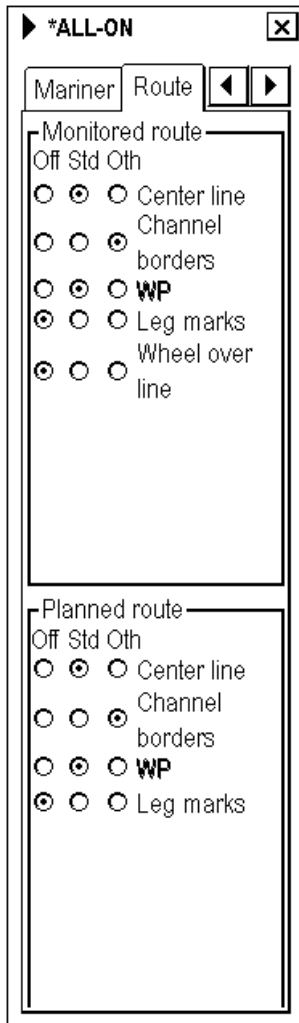 *ALL-ON
Mariner Route
Monitored route
Off Std Oth
Center line
Channel
borders
WP
Leg marks
Wheel over
line
Planned route
Off Std Oth
Center line
Channel
borders
WP
Leg marks